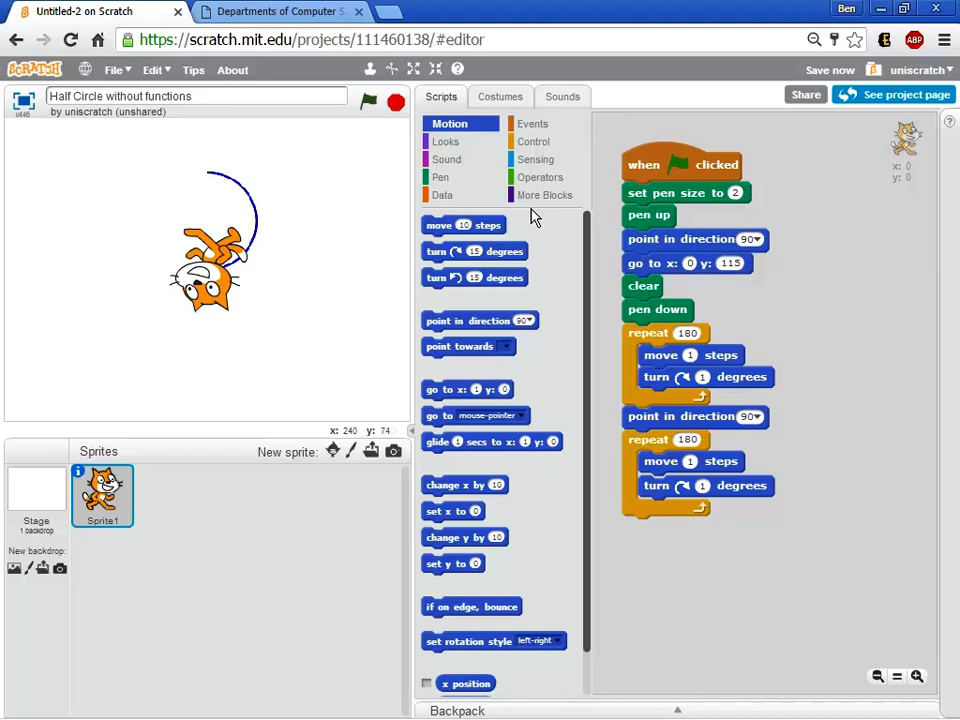 Untitled-2 on Scratch
Departments of Computer S
Ben
https://scratch.mit.edu/projects/111460138/#editor
ABP
SCRATCH
File
Edit
Tips
About
Save now
uniscratch
Half Circle without functions
by uniscratch (unshared)
v446
Scripts
Costumes
Sounds
Share
See project page
Motion
Looks
Sound
Pen
Data
Events
Control
Sensing
Operators
More Blocks
move 10 steps
turn 15 degrees
turn 15 degrees
point in direction 90
point towards
go to x: 1 y: 0
go to mouse-pointer
glide 1 secs to x: 1 y: 0
change x by 10
set x to 0
change y by 10
set y to 0
if on edge, bounce
set rotation style left-right
x position
when clicked
set pen size to 2
pen up
point in direction 90
go to x: 0 y: 115
clear
pen down
repeat 180
move 1 steps
turn 1 degrees
point in direction 90
repeat 180
move 1 steps
turn 1 degrees
x: 0
y: 0
?
x: 240 y: 74
Sprites
New sprite:
Stage
1 backdrop
New backdrop:
i
Sprite1
Backpack